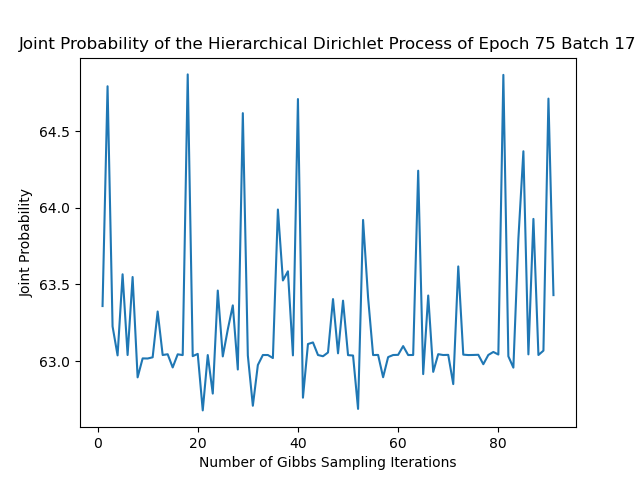 Joint Probability of the Hierarchical Dirichlet Process of Epoch 75 Batch 17
64.5
64.0
63.5
63.0
Joint Probability
0 20 40 60 80
Number of Gibbs Sampling Iterations